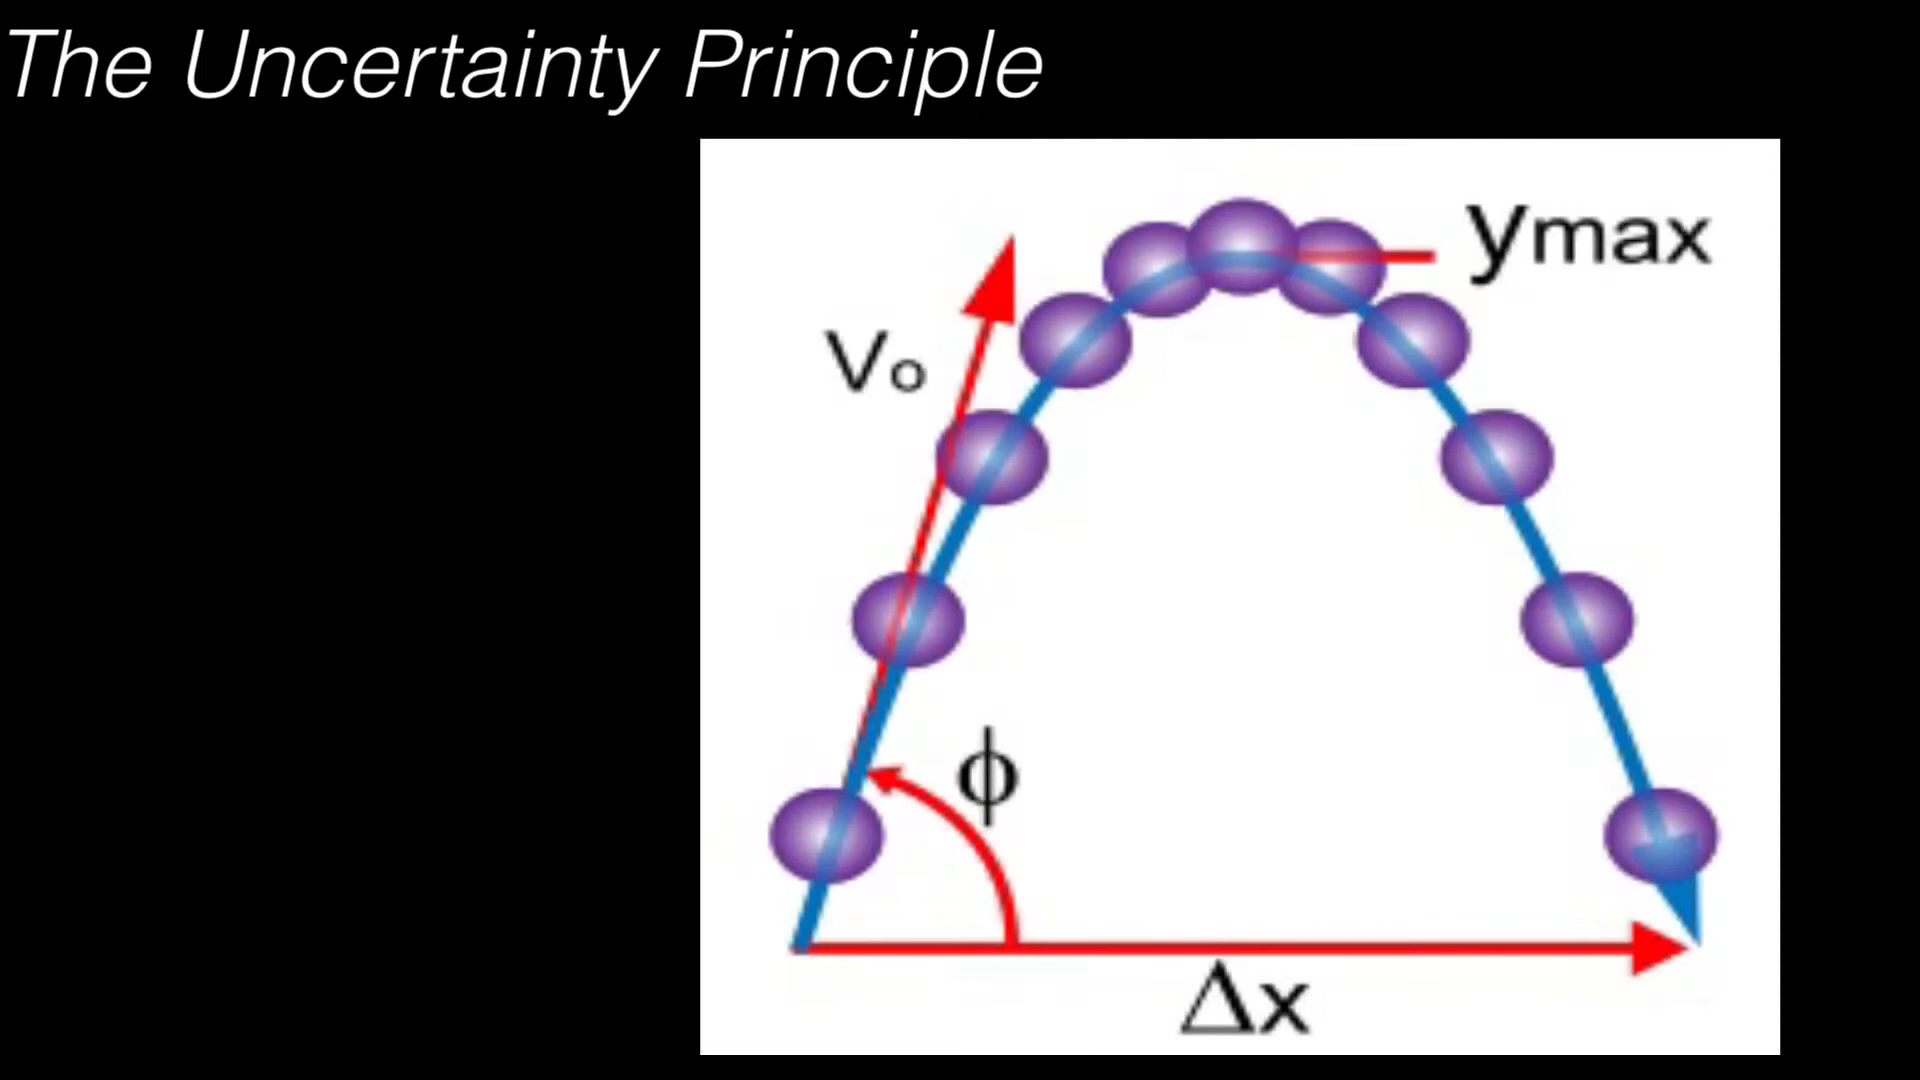 The Uncertainty Principle
ymax
Vo
ϕ
Δx